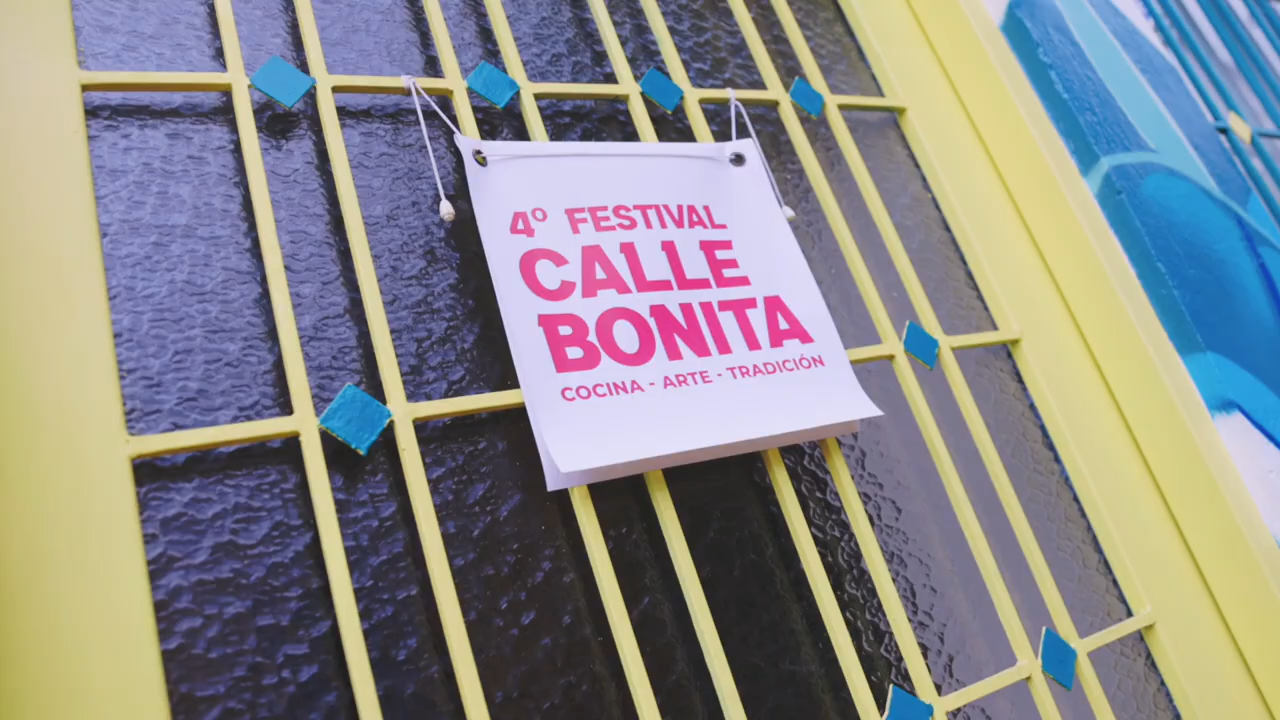 4º FESTIVAL
CALLE
BONITA
COCINA - ARTE - TRADICIÓN